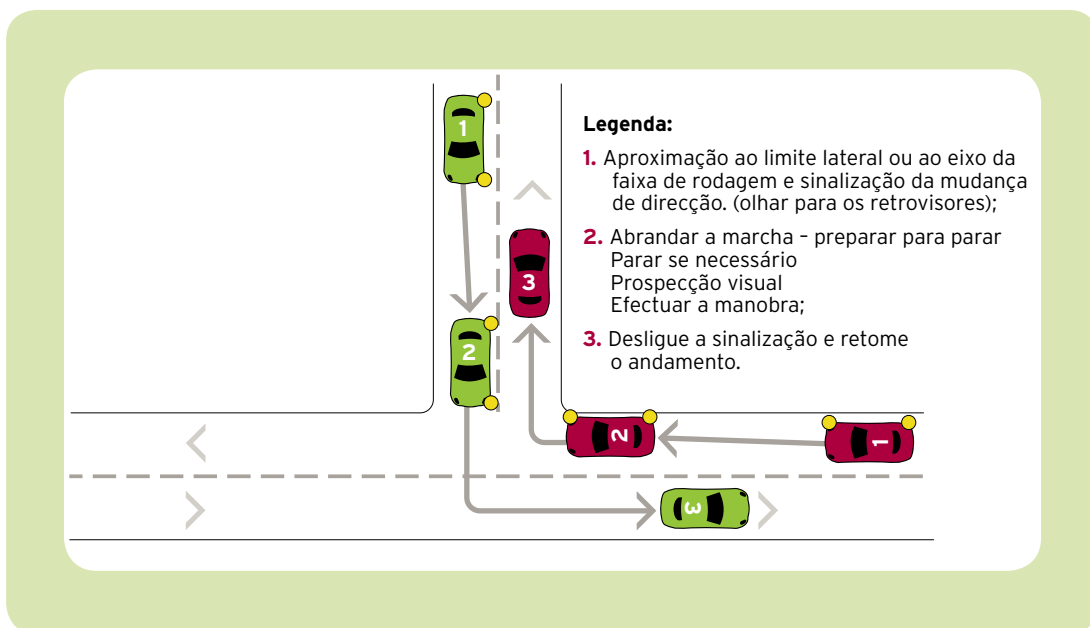 Legenda:
1. Aproximação ao limite lateral ou ao eixo da
faixa de rodagem e sinalização da mudança
de direcção. (olhar para os retrovisores);
2. Abrandar a marcha – preparar para parar
Parar se necessário
Prospecção visual
Efectuar a manobra;
3. Desligue a sinalização e retome
o andamento.
1
3
2
2
1
3